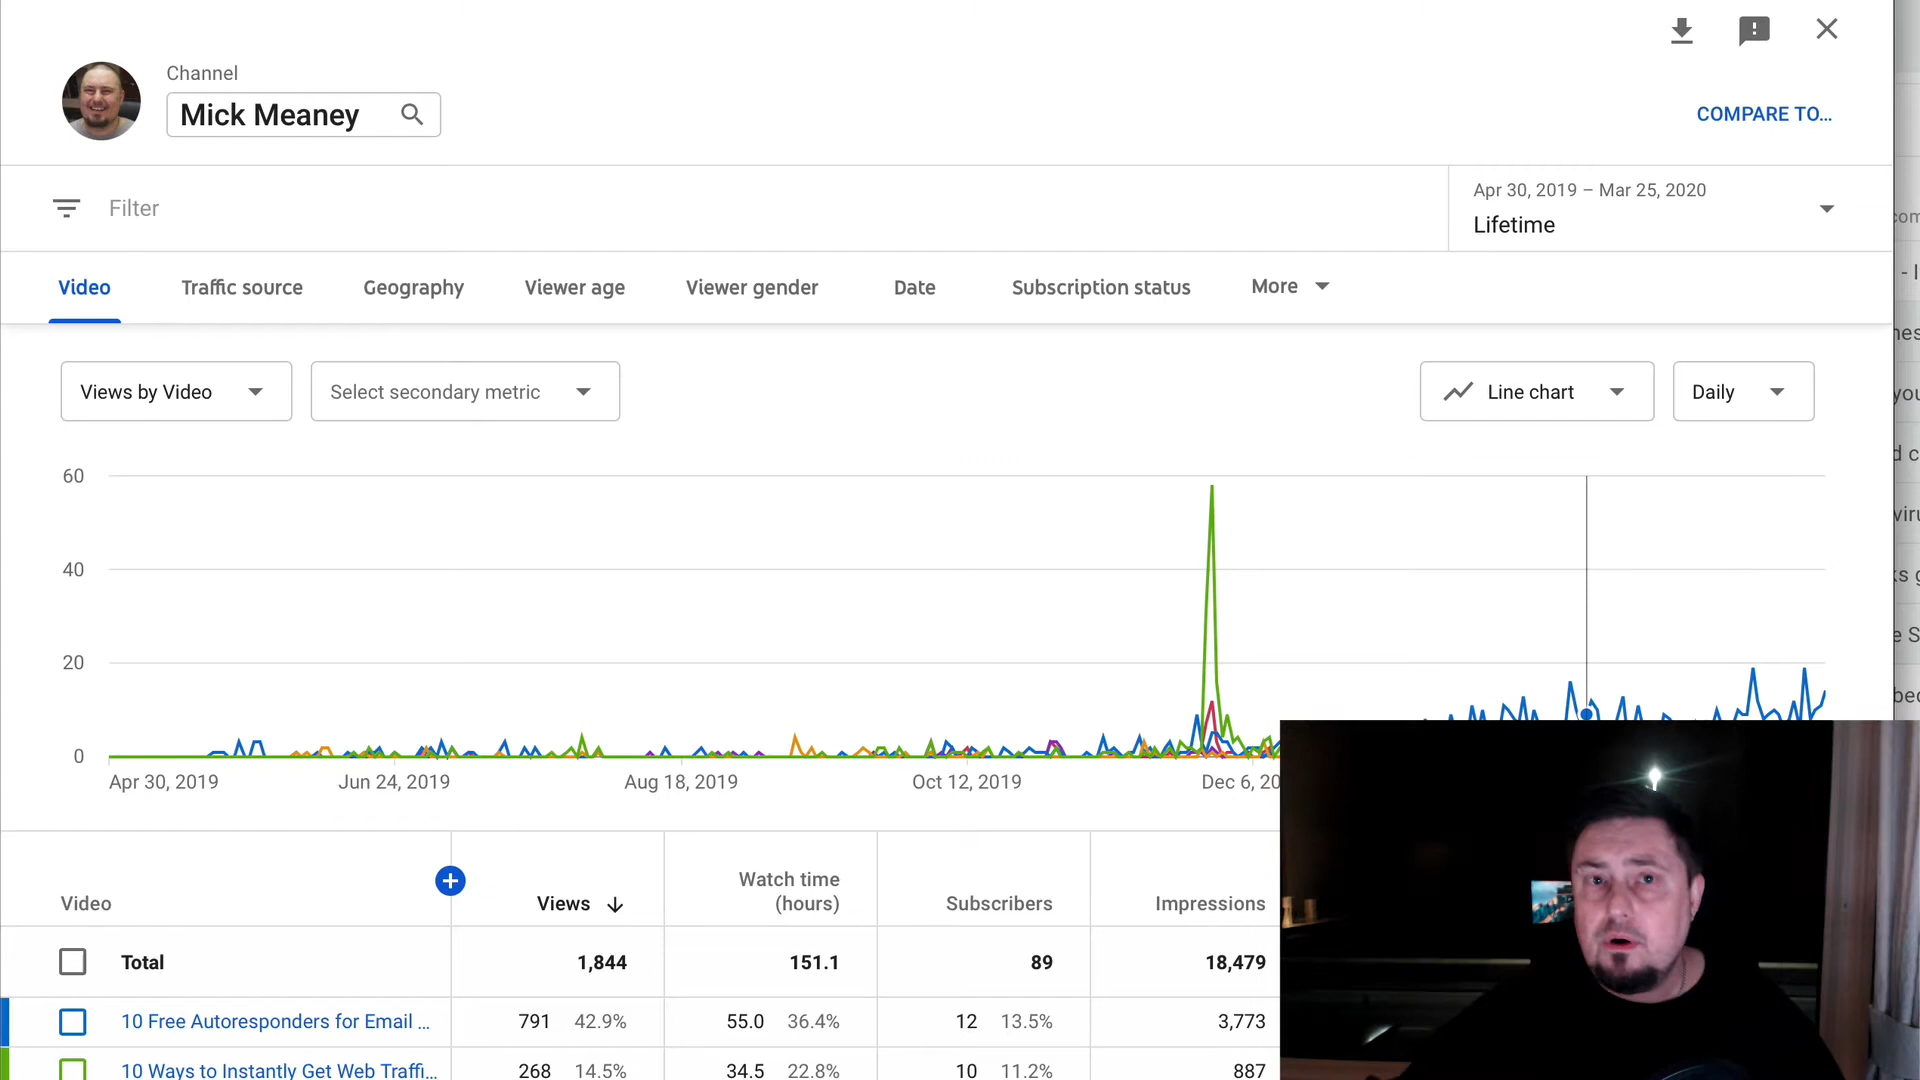 Channel
Mick Meaney
COMPARE TO...
Filter
Apr 30, 2019 – Mar 25, 2020
Lifetime
Video Traffic source Geography Viewer age Viewer gender Date Subscription status More
Views by Video Select secondary metric Line chart Daily
60
40
20
0
Apr 30, 2019 Jun 24, 2019 Aug 18, 2019 Oct 12, 2019 Dec 6, 20
Video Views Watch time (hours) Subscribers Impressions
Total 1,844 151.1 89 18,479
10 Free Autoresponders for Email ... 791 42.9% 55.0 36.4% 12 13.5% 3,773
10 Ways to Instantly Get Web Traffi... 268 14.5% 34.5 22.8% 10 11.2% 887